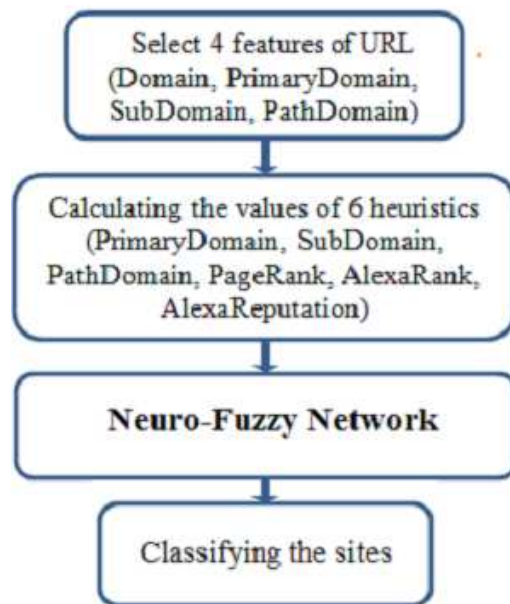 Select 4 features of URL
(Domain, PrimaryDomain,
SubDomain, PathDomain)
Calculating the values of 6 heuristics
(PrimaryDomain, SubDomain,
PathDomain, PageRank, AlexaRank,
AlexaReputation)
Neuro-Fuzzy Network
Classifying the sites